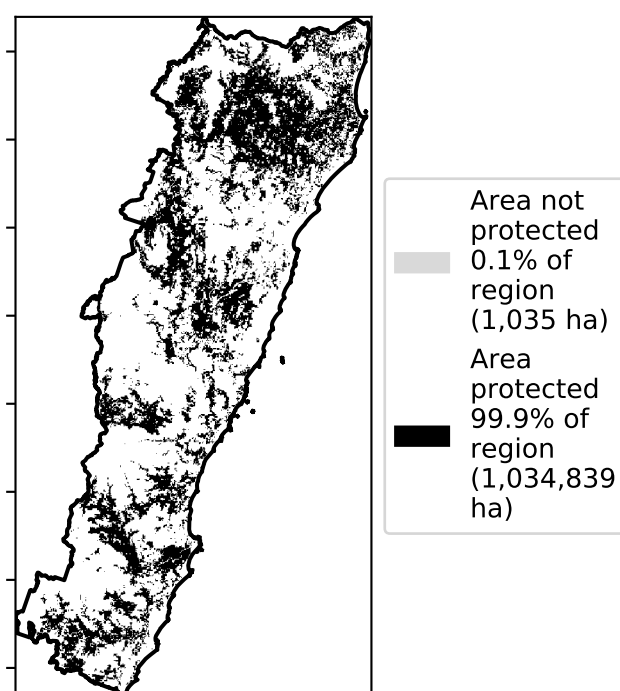 Area not
protected
0.1% of
region
(1,035 ha)
Area
protected
99.9% of
region
(1,034,839
ha)